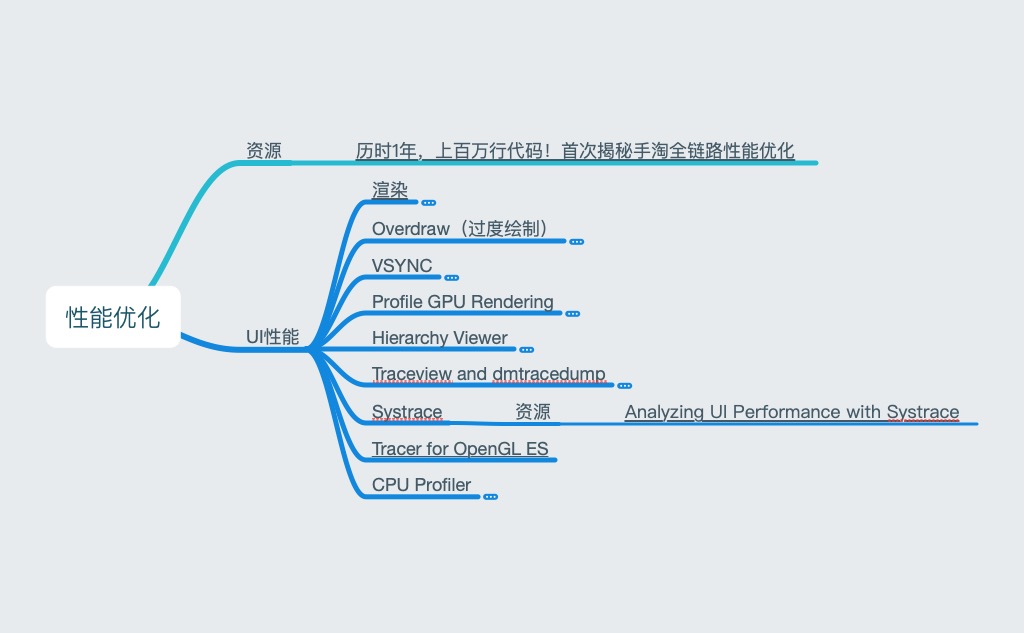 性能优化
资源
历时1年，上百万行代码！首次揭秘手淘全链路性能优化
UI性能
渲染
Overdraw（过度绘制）
VSYNC
Profile GPU Rendering
Hierarchy Viewer
Traceview and dmtracedump
Systrace
资源
Analyzing UI Performance with Systrace
Tracer for OpenGL ES
CPU Profiler